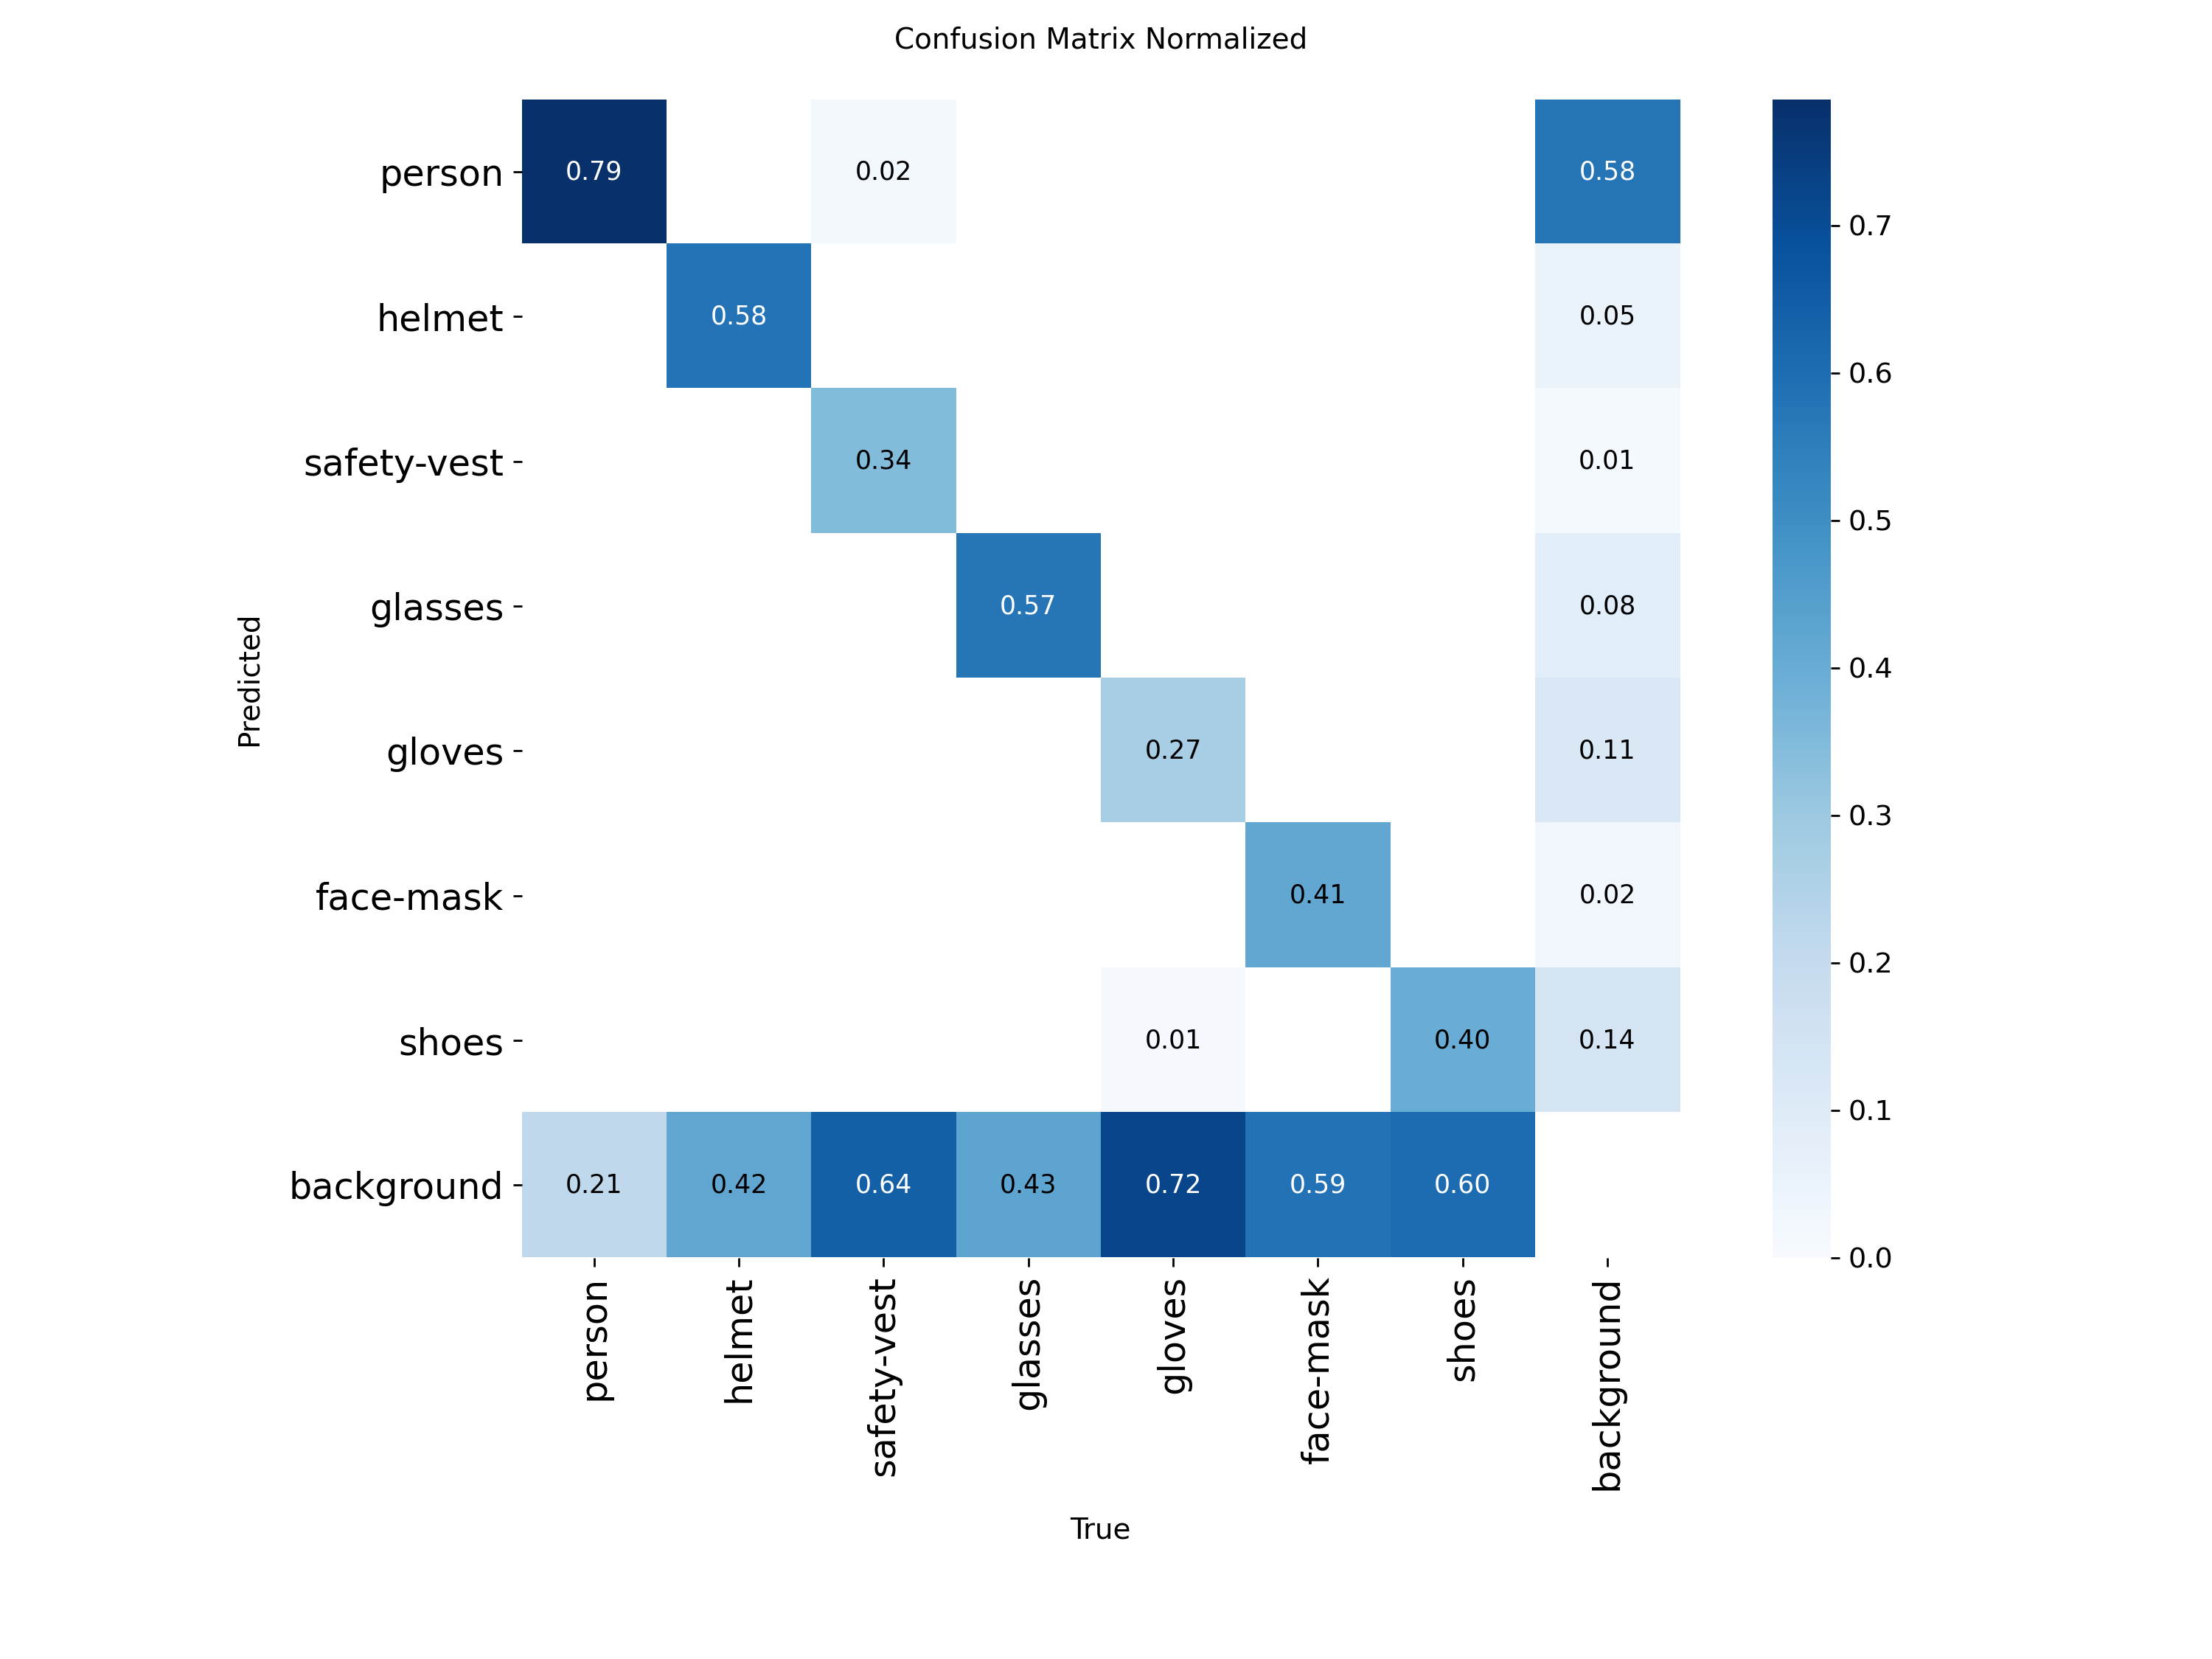 Confusion Matrix Normalized
person 0.79 0.02 0.58
helmet 0.58 0.05
safety-vest 0.34 0.01
glasses 0.57 0.08
gloves 0.27 0.11
face-mask 0.41 0.02
shoes 0.01 0.40 0.14
background 0.21 0.42 0.64 0.43 0.72 0.59 0.60
Predicted
person helmet safety-vest glasses gloves face-mask shoes background
True
0.7
0.6
0.5
0.4
0.3
0.2
0.1
0.0